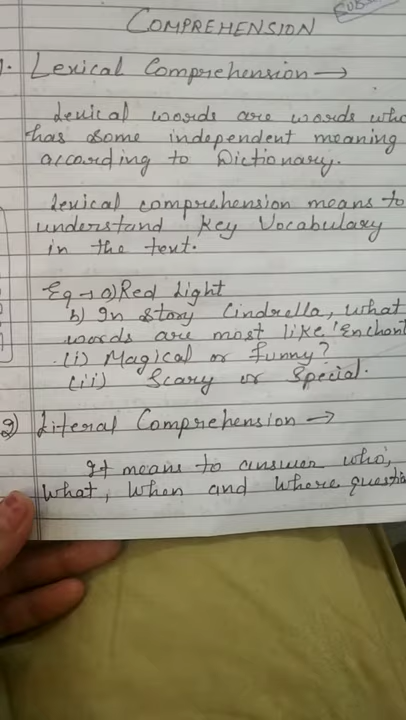 COMPREHENSION
SUB
1. Lexical Comprehension →
Lexical words are words who
has some independent meaning
according to Dictionary.
Lexical comprehension means to
understand key Vocabulary
in the text.
Eg → a) Red Light
b) In story Cindrella, what
words are most like 'Enchant
(i) Magical or funny?
(ii) Scary or Special.
2) Literal Comprehension →
It means to answer who,
what, when and where questio